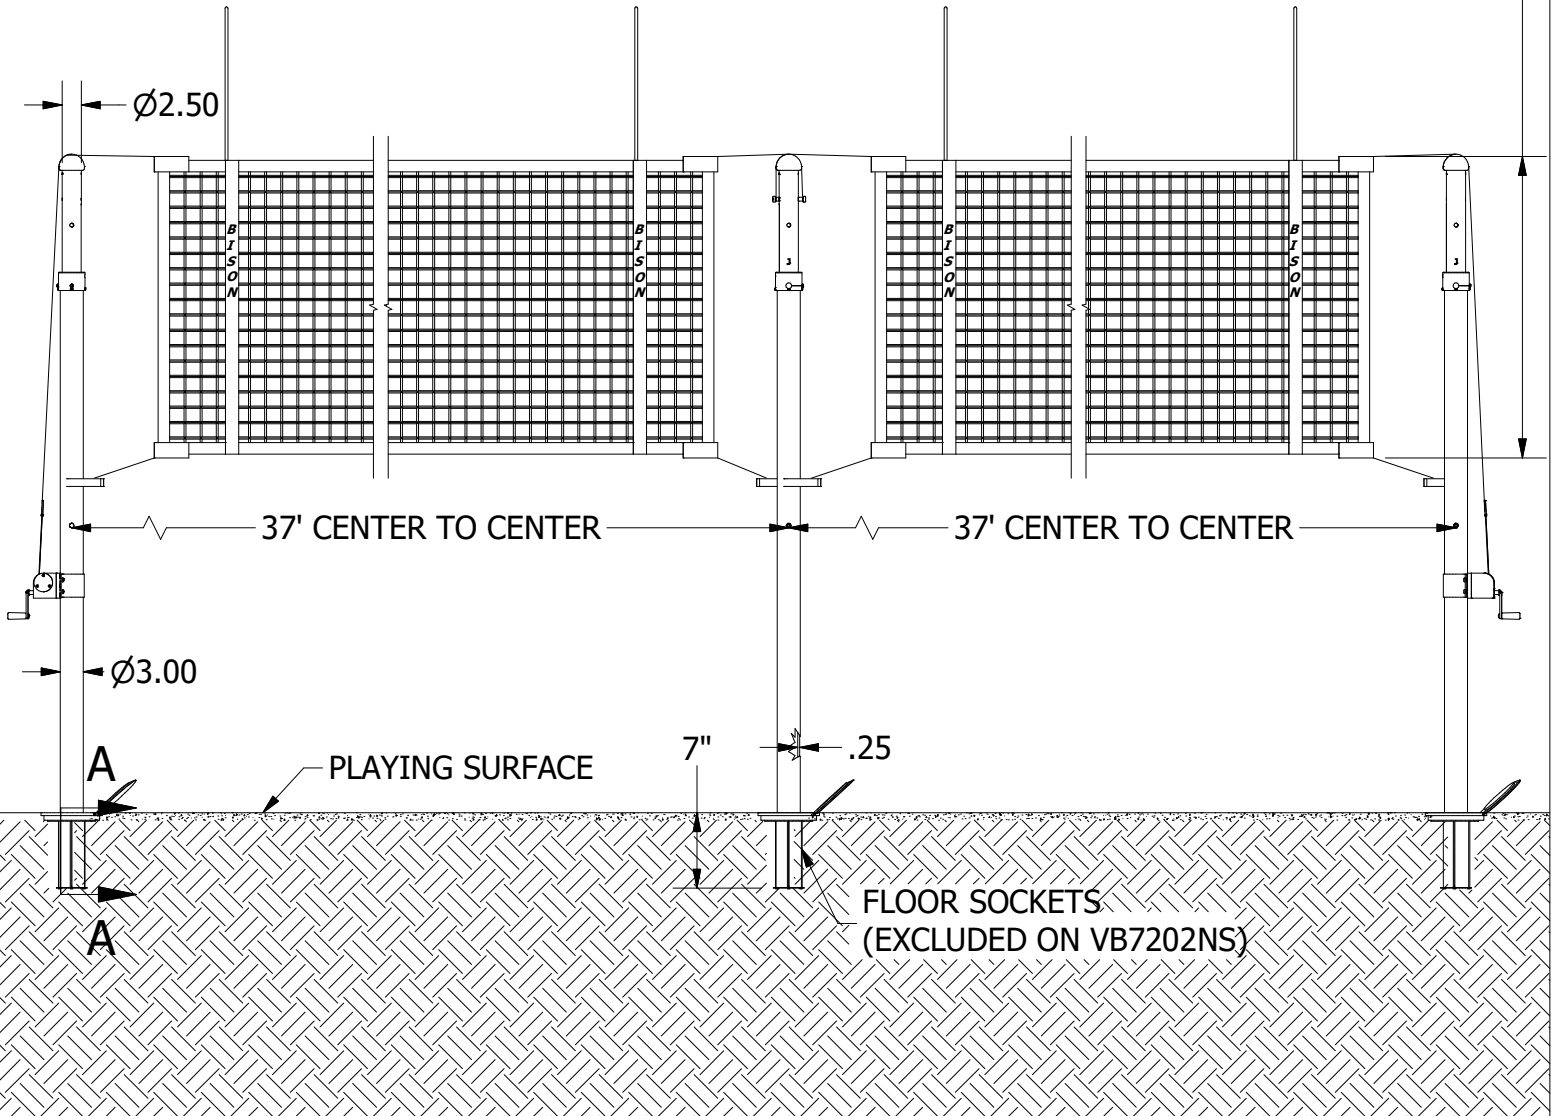 Ø2.50
BISON
BISON
BISON
BISON
37' CENTER TO CENTER
37' CENTER TO CENTER
Ø3.00
A
PLAYING SURFACE
7"
.25
A
FLOOR SOCKETS
(EXCLUDED ON VB7202NS)